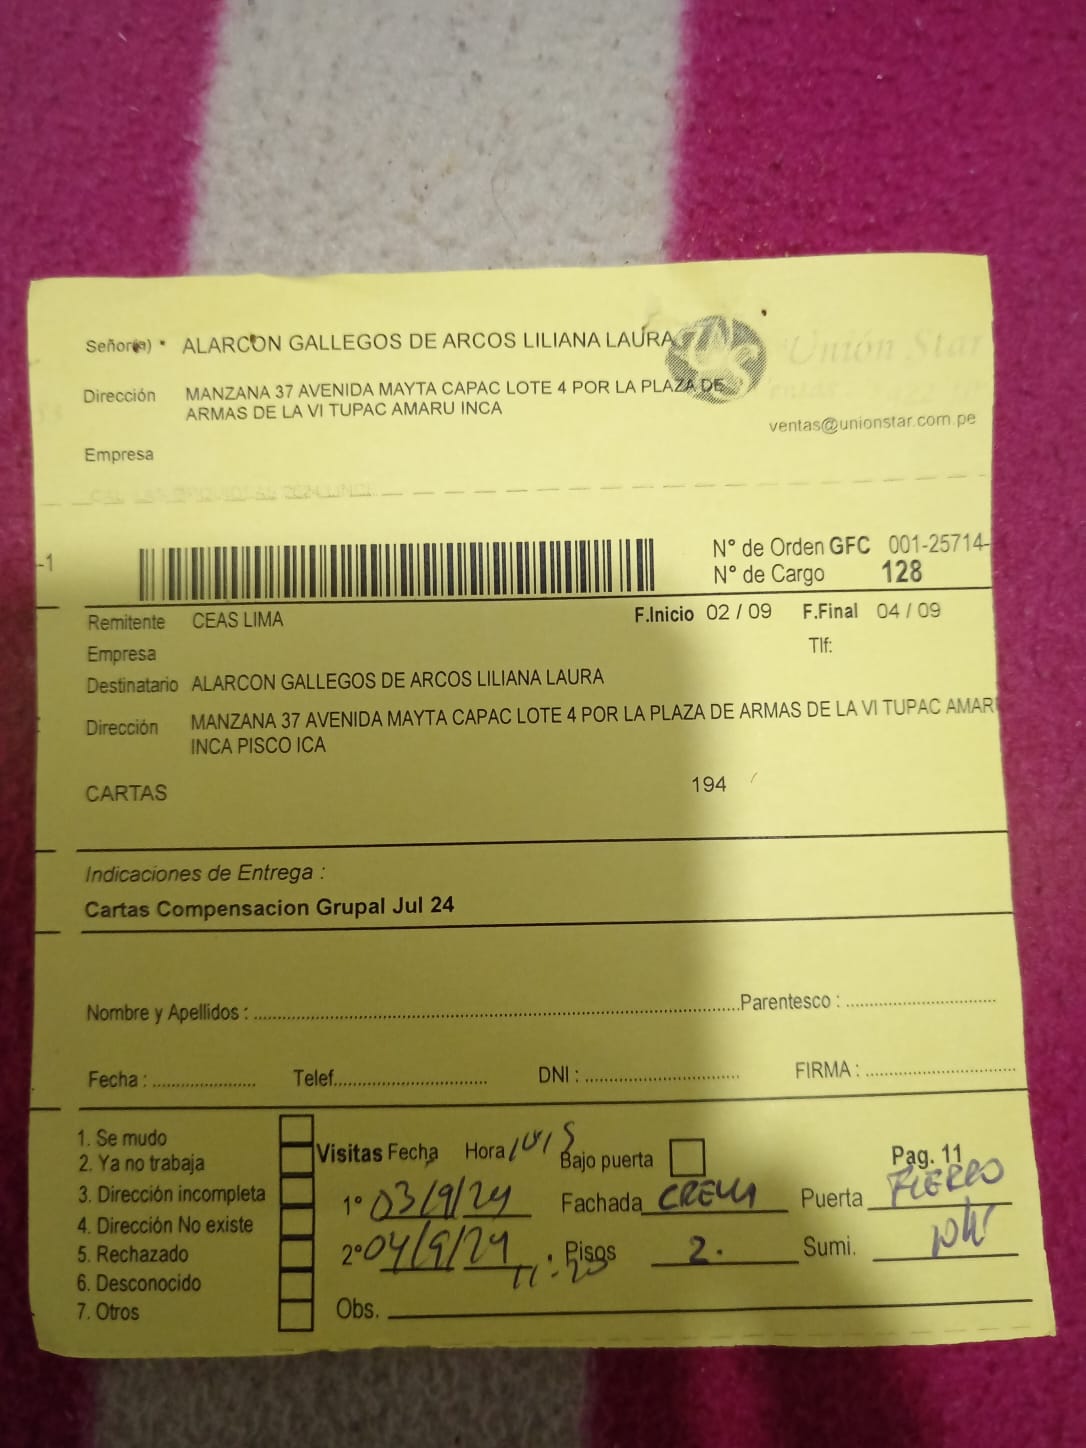 Señor(a) * ALARCON GALLEGOS DE ARCOS LILIANA LAURA
Unión Star
Dirección MANZANA 37 AVENIDA MAYTA CAPAC LOTE 4 POR LA PLAZA DE
ARMAS DE LA VI TUPAC AMARU INCA
ventas@unionstar.com.pe
Empresa
-1
N° de Orden GFC 001-25714-
N° de Cargo 128
Remitente CEAS LIMA F.Inicio 02 / 09 F.Final 04 / 09
Empresa Tlf:
Destinatario ALARCON GALLEGOS DE ARCOS LILIANA LAURA
Dirección MANZANA 37 AVENIDA MAYTA CAPAC LOTE 4 POR LA PLAZA DE ARMAS DE LA VI TUPAC AMAR
INCA PISCO ICA
CARTAS 194
Indicaciones de Entrega :
Cartas Compensacion Grupal Jul 24
Nombre y Apellidos : Parentesco :
Fecha : Telef. DNI : FIRMA :
1. Se mudo
2. Ya no trabaja
3. Dirección incompleta
4. Dirección No existe
5. Rechazado
6. Desconocido
7. Otros
Visitas Fecha Hora Bajo puerta Pag. 11
1° 03/9/24 Fachada CREMA Puerta FIERRO
2° 04/9/24 Pisos 2. Sumi.
Obs.